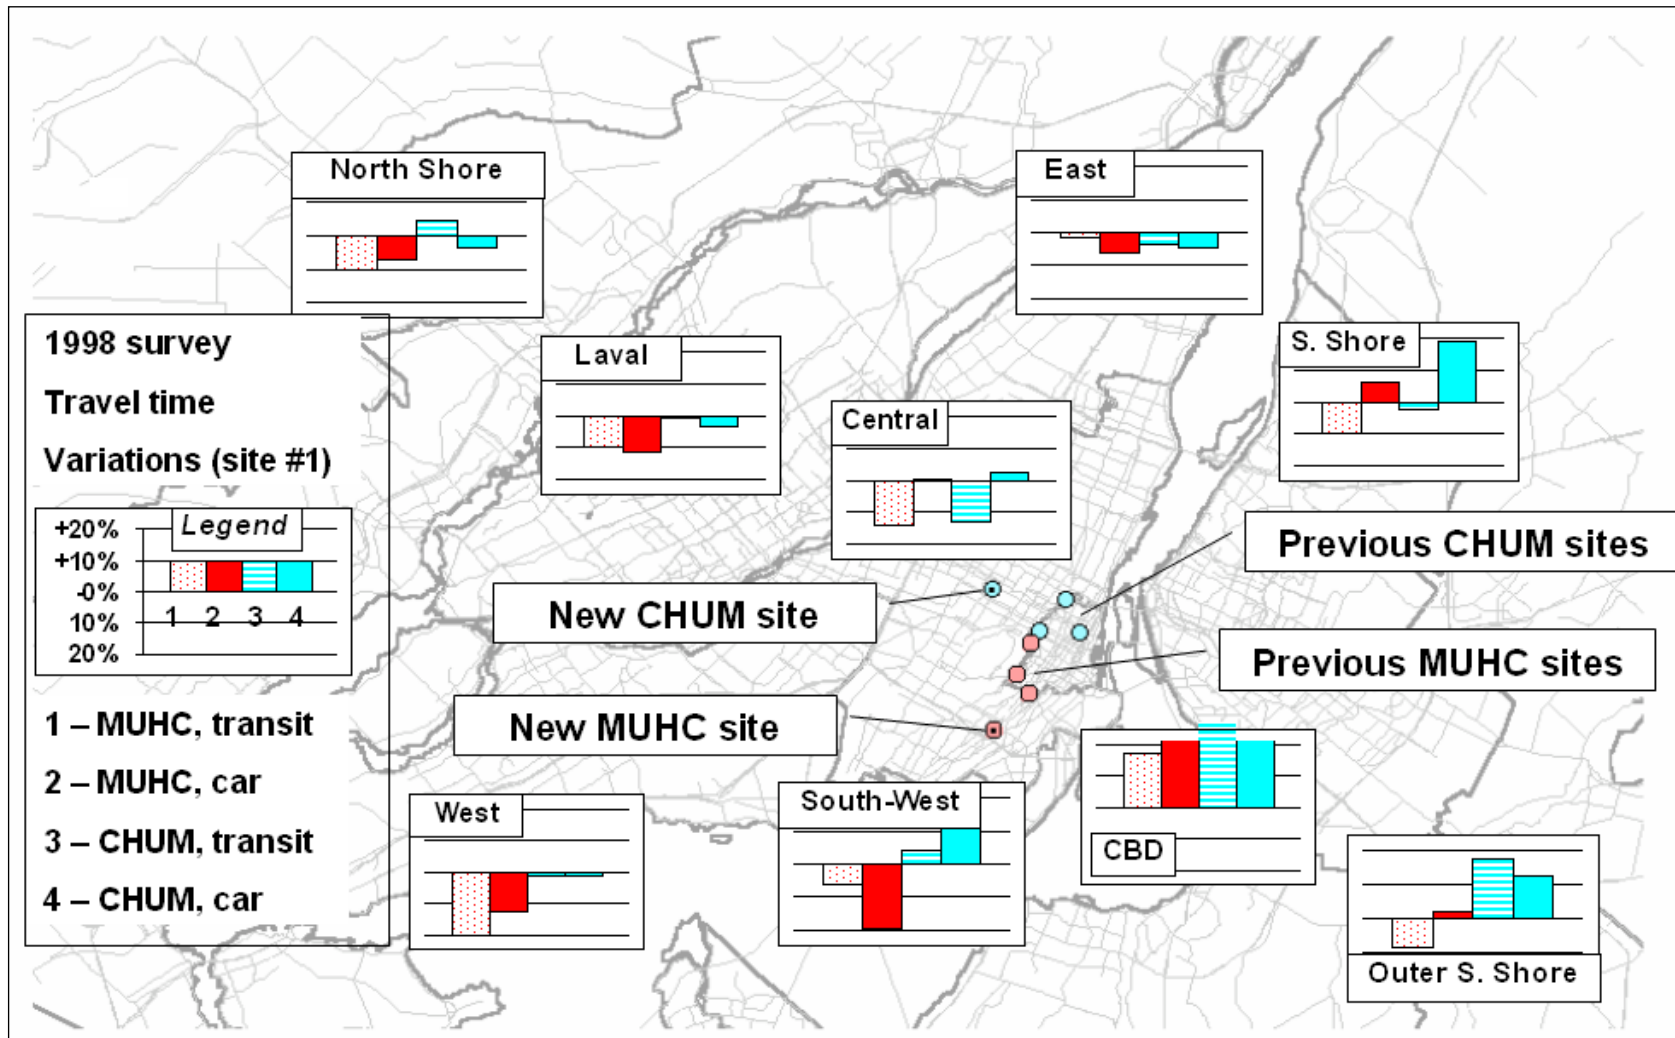 North Shore
East
1998 survey
Travel time
Variations (site #1)
Legend
+20%
+10%
-0%
10%
20%
1 2 3 4
1 – MUHC, transit
2 – MUHC, car
3 – CHUM, transit
4 – CHUM, car
Laval
S. Shore
Central
Previous CHUM sites
New CHUM site
Previous MUHC sites
New MUHC site
West
South-West
CBD
Outer S. Shore